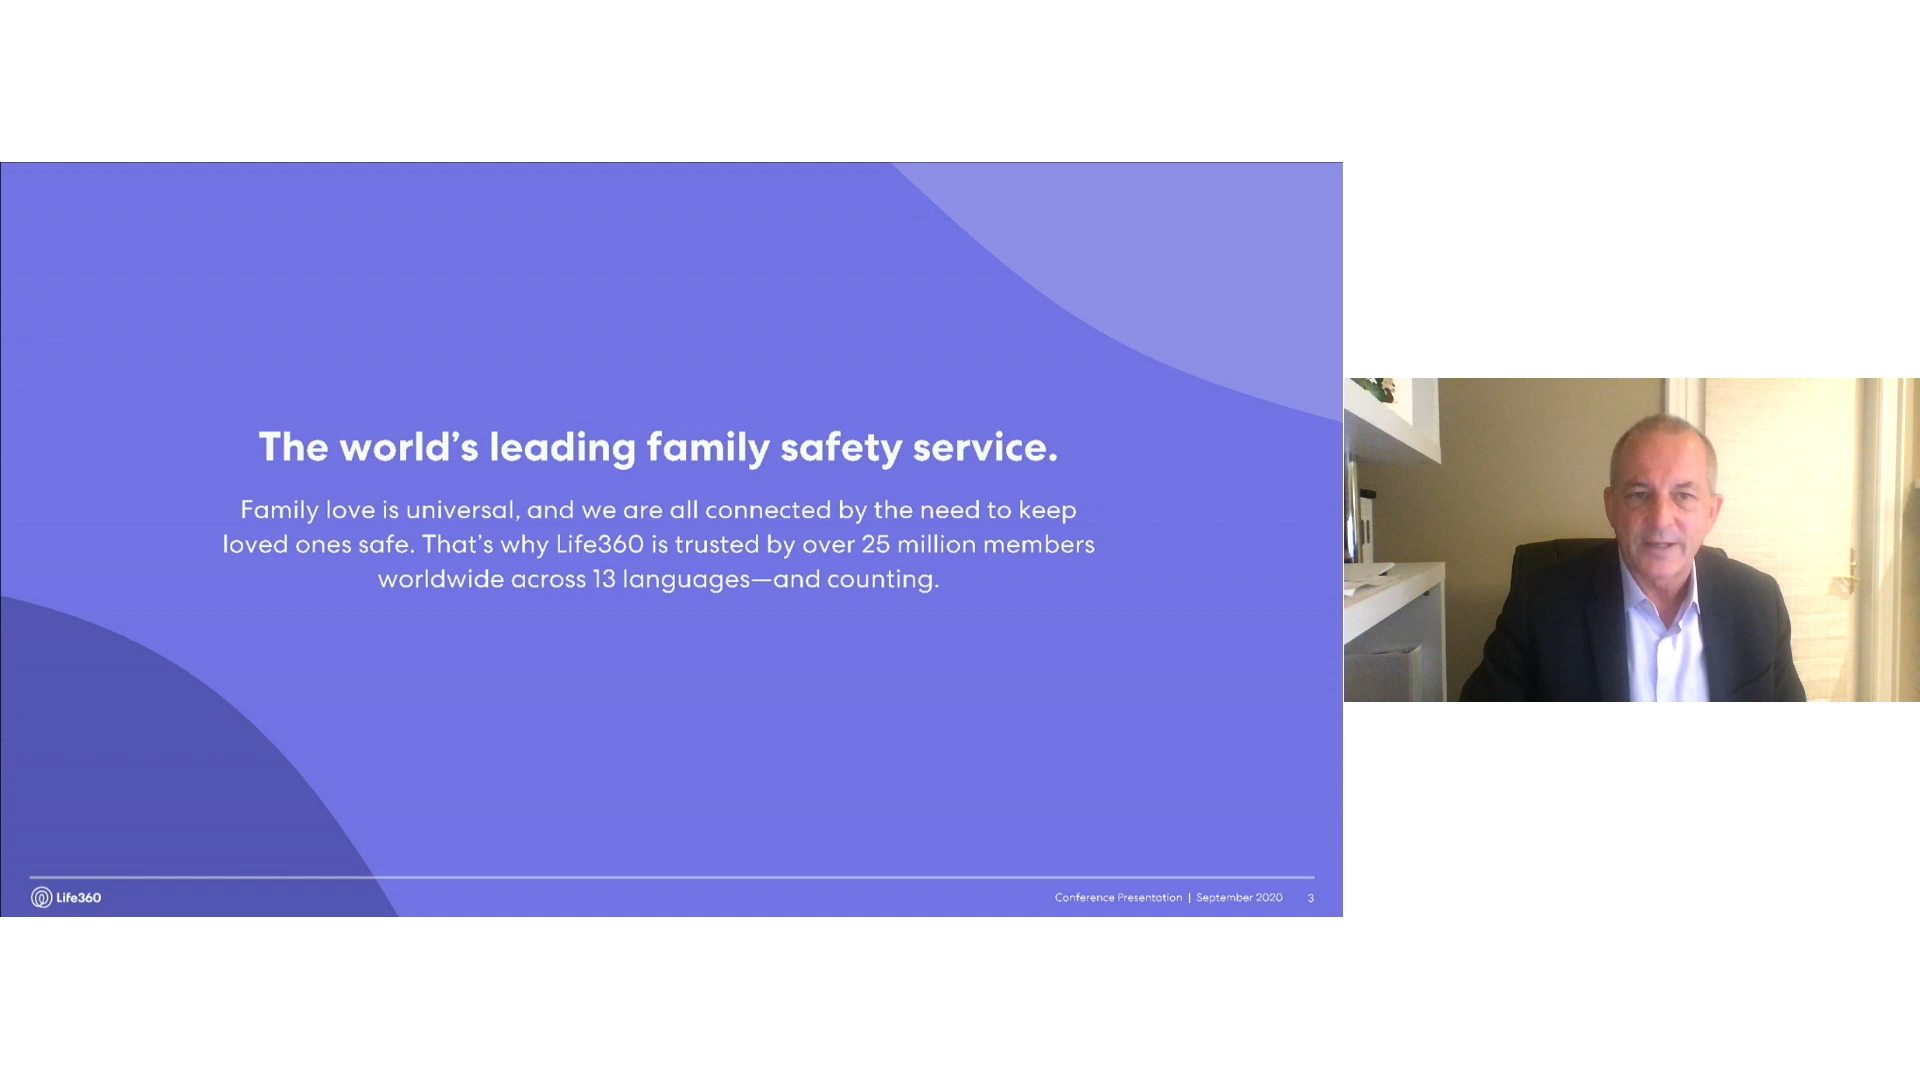 The world's leading family safety service.
Family love is universal, and we are all connected by the need to keep
loved ones safe. That's why Life360 is trusted by over 25 million members
worldwide across 13 languages—and counting.
Life360
Conference Presentation | September 2020 3